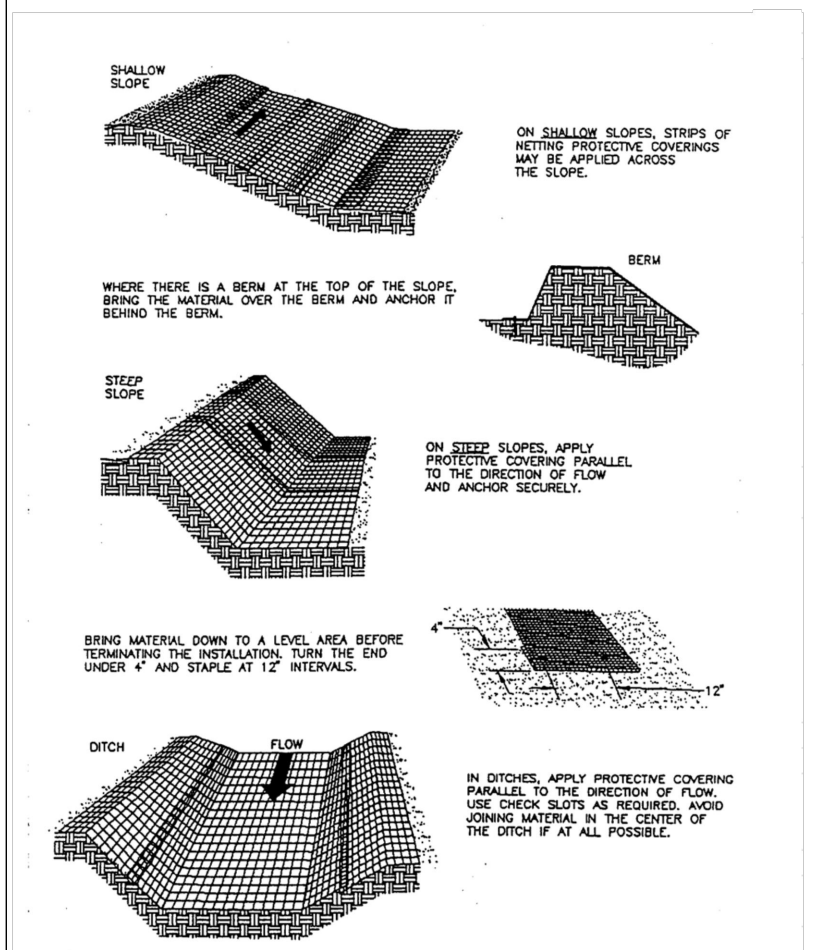 SHALLOW
SLOPE
ON SHALLOW SLOPES, STRIPS OF
NETTING PROTECTIVE COVERINGS
MAY BE APPLIED ACROSS
THE SLOPE.
BERM
WHERE THERE IS A BERM AT THE TOP OF THE SLOPE,
BRING THE MATERIAL OVER THE BERM AND ANCHOR IT
BEHIND THE BERM.
STEEP
SLOPE
ON STEEP SLOPES, APPLY
PROTECTIVE COVERING PARALLEL
TO THE DIRECTION OF FLOW
AND ANCHOR SECURELY.
BRING MATERIAL DOWN TO A LEVEL AREA BEFORE
TERMINATING THE INSTALLATION. TURN THE END
UNDER 4" AND STAPLE AT 12" INTERVALS.
4"
12"
DITCH
FLOW
IN DITCHES, APPLY PROTECTIVE COVERING
PARALLEL TO THE DIRECTION OF FLOW.
USE CHECK SLOTS AS REQUIRED. AVOID
JOINING MATERIAL IN THE CENTER OF
THE DITCH IF AT ALL POSSIBLE.